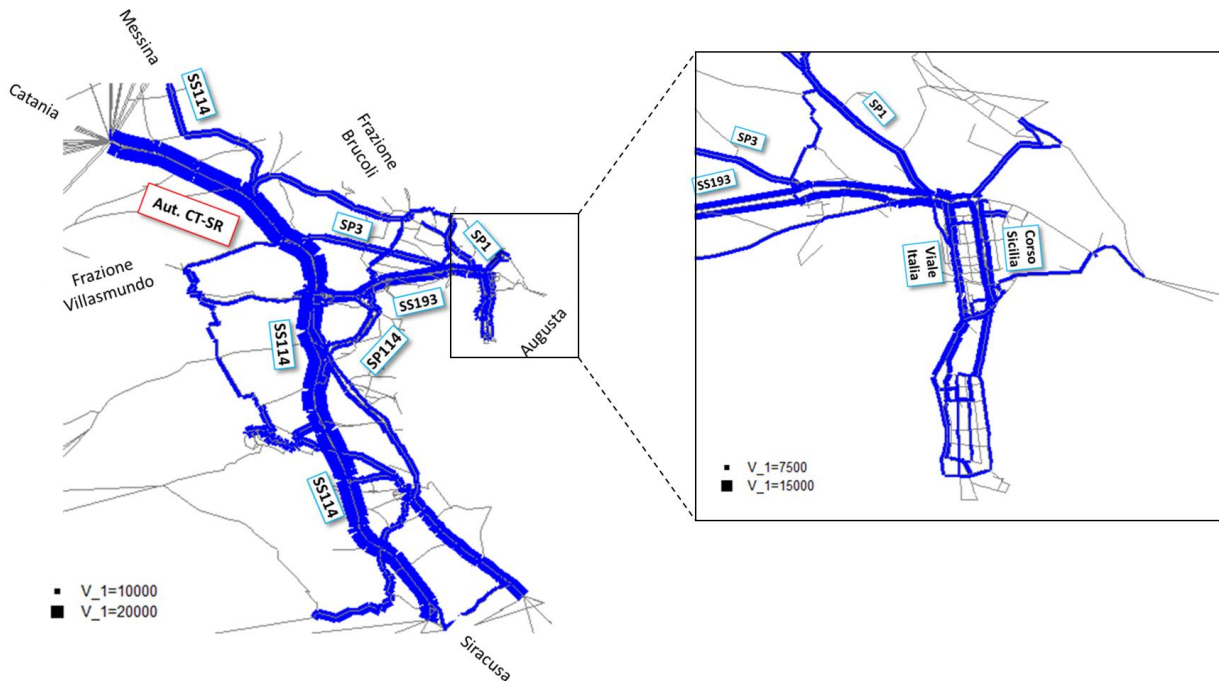 Messina
Catania
SS114
Frazione
Brucoli
Aut. CT-SR
SP3
SP1
Frazione
Villasmundo
SS193
Augusta
SS114
SP114
SS114
V_1=10000
V_1=20000
Siracusa
SP1
SP3
SS193
Viale
Italia
Corso
Sicilia
V_1=7500
V_1=15000